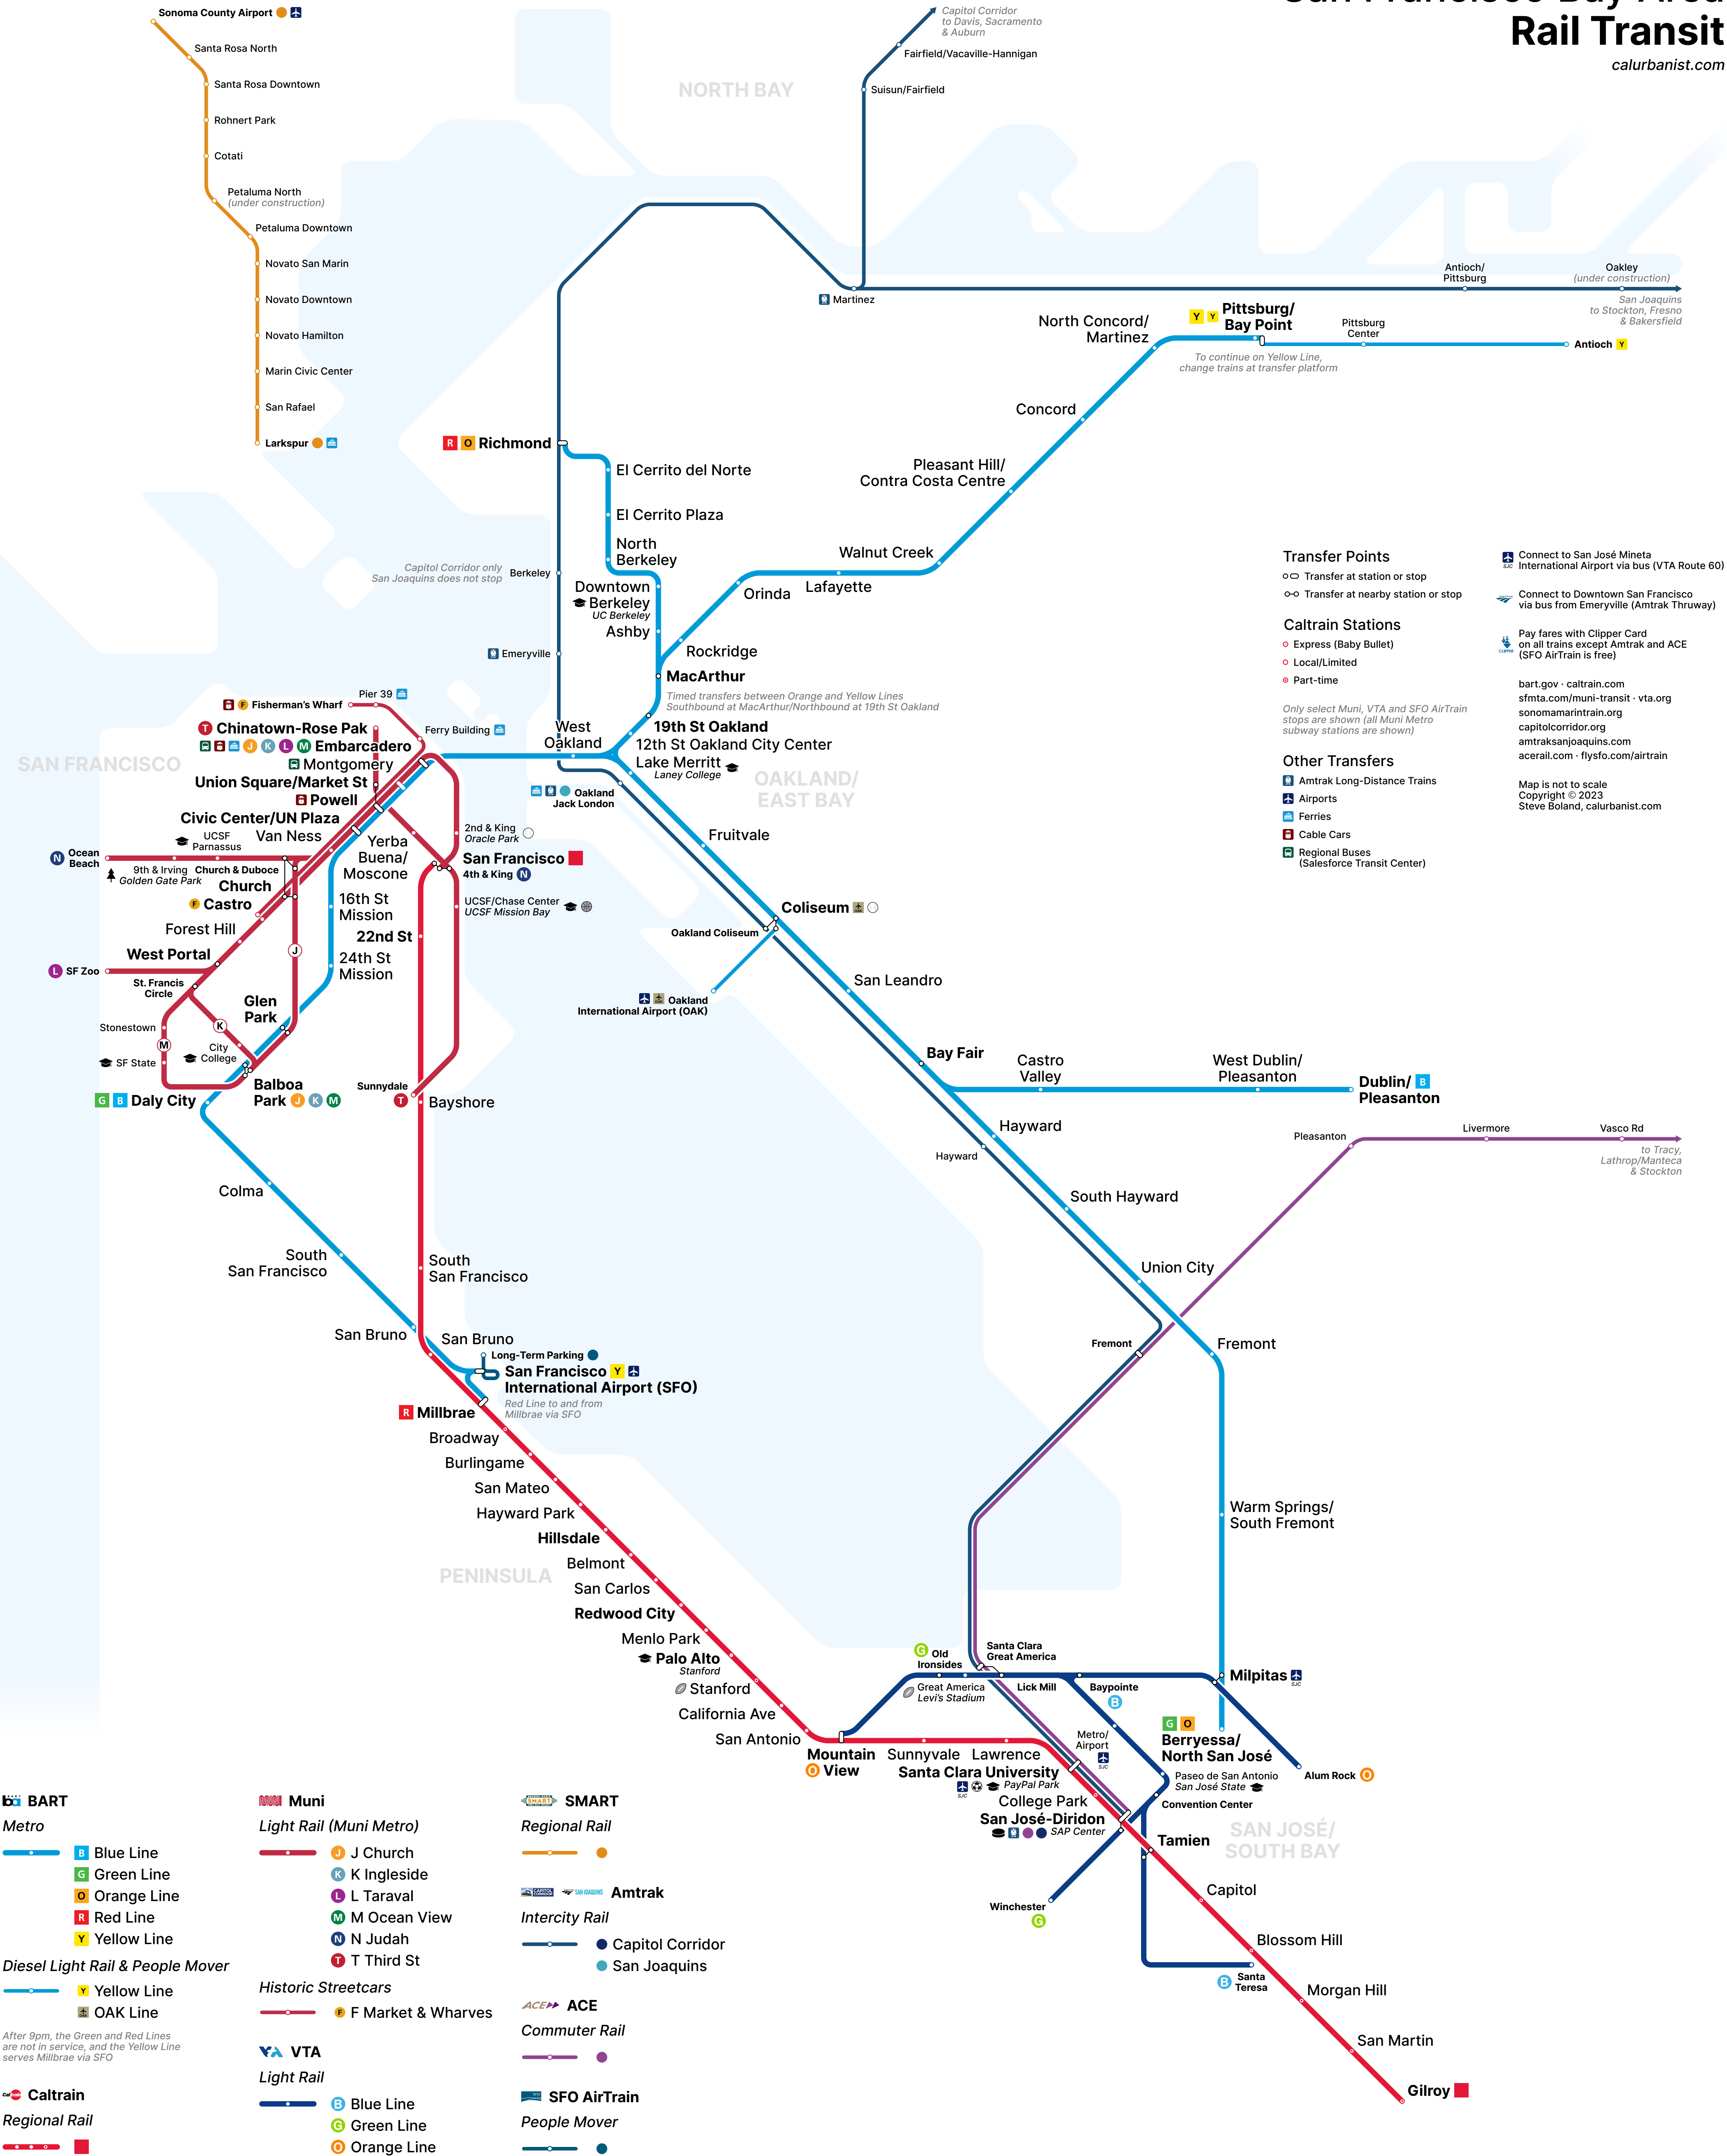 San Francisco Bay Area
Rail Transit
calurbanist.com
Sonoma County Airport
Santa Rosa North
Santa Rosa Downtown
Rohnert Park
Cotati
Petaluma North
(under construction)
Petaluma Downtown
Novato San Marin
Novato Downtown
Novato Hamilton
Marin Civic Center
San Rafael
Larkspur
Capitol Corridor
to Davis, Sacramento
& Auburn
Fairfield/Vacaville-Hannigan
Suisun/Fairfield
NORTH BAY
Martinez
Antioch/
Pittsburg
Oakley
(under construction)
San Joaquins
to Stockton, Fresno
& Bakersfield
North Concord/
Martinez
Y Y Pittsburg/
Bay Point
To continue on Yellow Line,
change trains at transfer platform
Pittsburg
Center
Antioch Y
Concord
Pleasant Hill/
Contra Costa Centre
Walnut Creek
Lafayette
Orinda
Rockridge
R O Richmond
El Cerrito del Norte
El Cerrito Plaza
North
Berkeley
Capitol Corridor only
San Joaquins does not stop
Berkeley
Downtown
Berkeley
UC Berkeley
Ashby
Emeryville
MacArthur
Timed transfers between Orange and Yellow Lines
Southbound at MacArthur/Northbound at 19th St Oakland
19th St Oakland
12th St Oakland City Center
Lake Merritt
Laney College
West
Oakland
Oakland
Jack London
OAKLAND/
EAST BAY
Transfer Points
Transfer at station or stop
Transfer at nearby station or stop
Caltrain Stations
Express (Baby Bullet)
Local/Limited
Part-time
Only select Muni, VTA and SFO AirTrain
stops are shown (all Muni Metro
subway stations are shown)
Other Transfers
Amtrak Long-Distance Trains
Airports
Ferries
Cable Cars
Regional Buses
(Salesforce Transit Center)
SJC
Connect to San José Mineta
International Airport via bus (VTA Route 60)
Connect to Downtown San Francisco
via bus from Emeryville (Amtrak Thruway)
CLIPPER
Pay fares with Clipper Card
on all trains except Amtrak and ACE
(SFO AirTrain is free)
bart.gov · caltrain.com
sfmta.com/muni-transit · vta.org
sonomamarintrain.org
capitolcorridor.org
amtraksanjoaquins.com
acerail.com · flysfo.com/airtrain
Map is not to scale
Copyright © 2023
Steve Boland, calurbanist.com
Pier 39
F Fisherman's Wharf
T Chinatown-Rose Pak
Ferry Building
J K L M Embarcadero
Montgomery
SAN FRANCISCO
Union Square/Market St
Powell
Civic Center/UN Plaza
Van Ness
UCSF
Parnassus
N Ocean
Beach
9th & Irving
Golden Gate Park
Church & Duboce
Church
F Castro
Forest Hill
West Portal
L SF Zoo
St. Francis
Circle
Stonestown
M
SF State
K
City
College
J
Glen
Park
Balboa
Park J K M
G B Daly City
Yerba
Buena/
Moscone
16th St
Mission
24th St
Mission
2nd & King
Oracle Park
San Francisco
4th & King N
UCSF/Chase Center
UCSF Mission Bay
22nd St
Sunnydale
T
Bayshore
Fruitvale
Coliseum
Oakland Coliseum
Oakland
International Airport (OAK)
San Leandro
Bay Fair
Castro
Valley
West Dublin/
Pleasanton
Dublin/ B
Pleasanton
Hayward
Hayward
South Hayward
Union City
Pleasanton
Livermore
Vasco Rd
to Tracy,
Lathrop/Manteca
& Stockton
Fremont
Fremont
Warm Springs/
South Fremont
Colma
South
San Francisco
South
San Francisco
San Bruno
San Bruno
Long-Term Parking
San Francisco Y
International Airport (SFO)
Red Line to and from
Millbrae via SFO
R Millbrae
Broadway
Burlingame
San Mateo
Hayward Park
Hillsdale
Belmont
San Carlos
PENINSULA
Redwood City
Menlo Park
Palo Alto
Stanford
Stanford
California Ave
San Antonio
Mountain
O View
Sunnyvale
Lawrence
G Old
Ironsides
Great America
Levi's Stadium
Santa Clara
Great America
Lick Mill
Baypointe
B
Milpitas
SJC
G O
Berryessa/
North San José
Metro/
Airport
SJC
Santa Clara University
SJC
PayPal Park
College Park
San José-Diridon
SAP Center
Paseo de San Antonio
San José State
Convention Center
Alum Rock O
SAN JOSÉ/
SOUTH BAY
Tamien
Winchester
G
Capitol
Blossom Hill
B Santa
Teresa
Morgan Hill
San Martin
Gilroy
BART
Metro
B Blue Line
G Green Line
O Orange Line
R Red Line
Y Yellow Line
Diesel Light Rail & People Mover
Y Yellow Line
OAK Line
After 9pm, the Green and Red Lines
are not in service, and the Yellow Line
serves Millbrae via SFO
Caltrain
Regional Rail
Muni
Light Rail (Muni Metro)
J J Church
K K Ingleside
L L Taraval
M M Ocean View
N N Judah
T T Third St
Historic Streetcars
F F Market & Wharves
VTA
Light Rail
B Blue Line
G Green Line
O Orange Line
SMART
SMART
Regional Rail
Amtrak
Intercity Rail
Capitol Corridor
San Joaquins
ACE
ACE
Commuter Rail
SFO AirTrain
People Mover